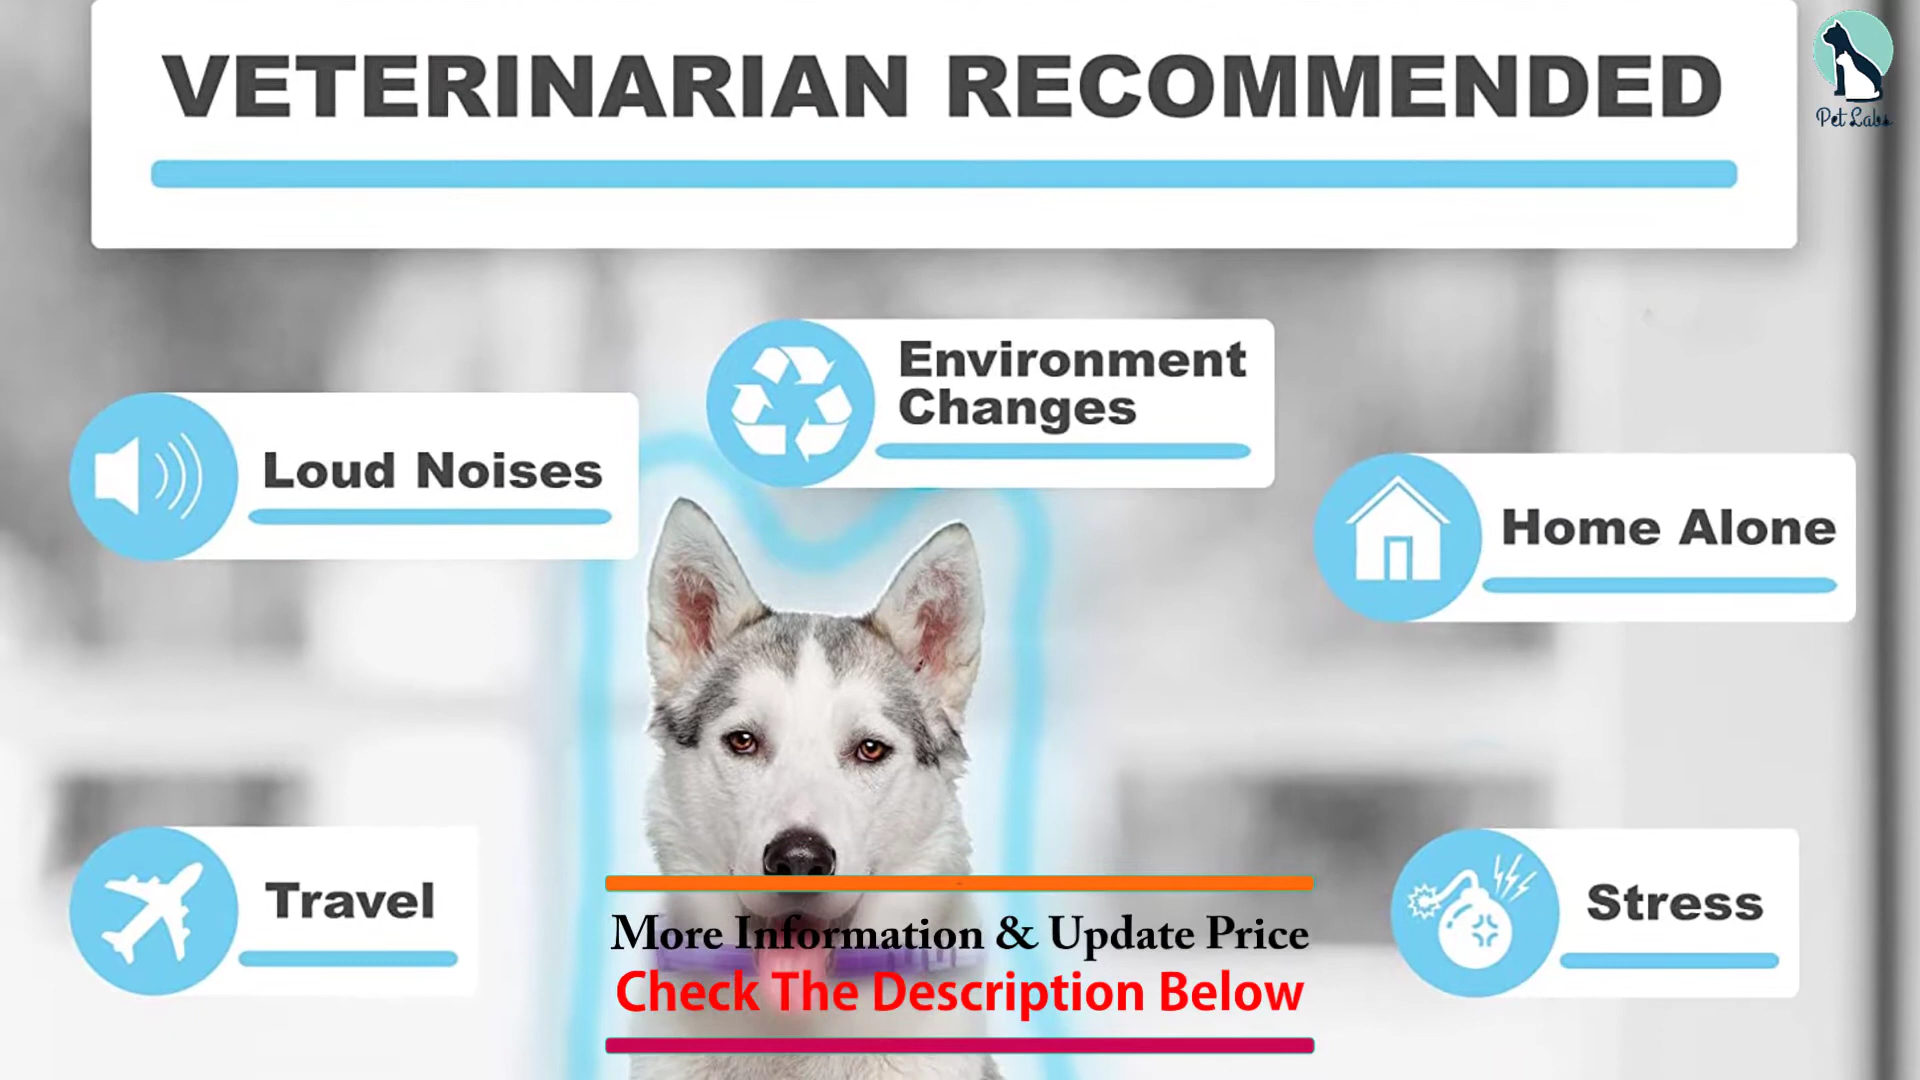 VETERINARIAN RECOMMENDED
Pet Labs
Environment
Changes
Loud Noises
Home Alone
Travel
Stress
More Information & Update Price
Check The Description Below